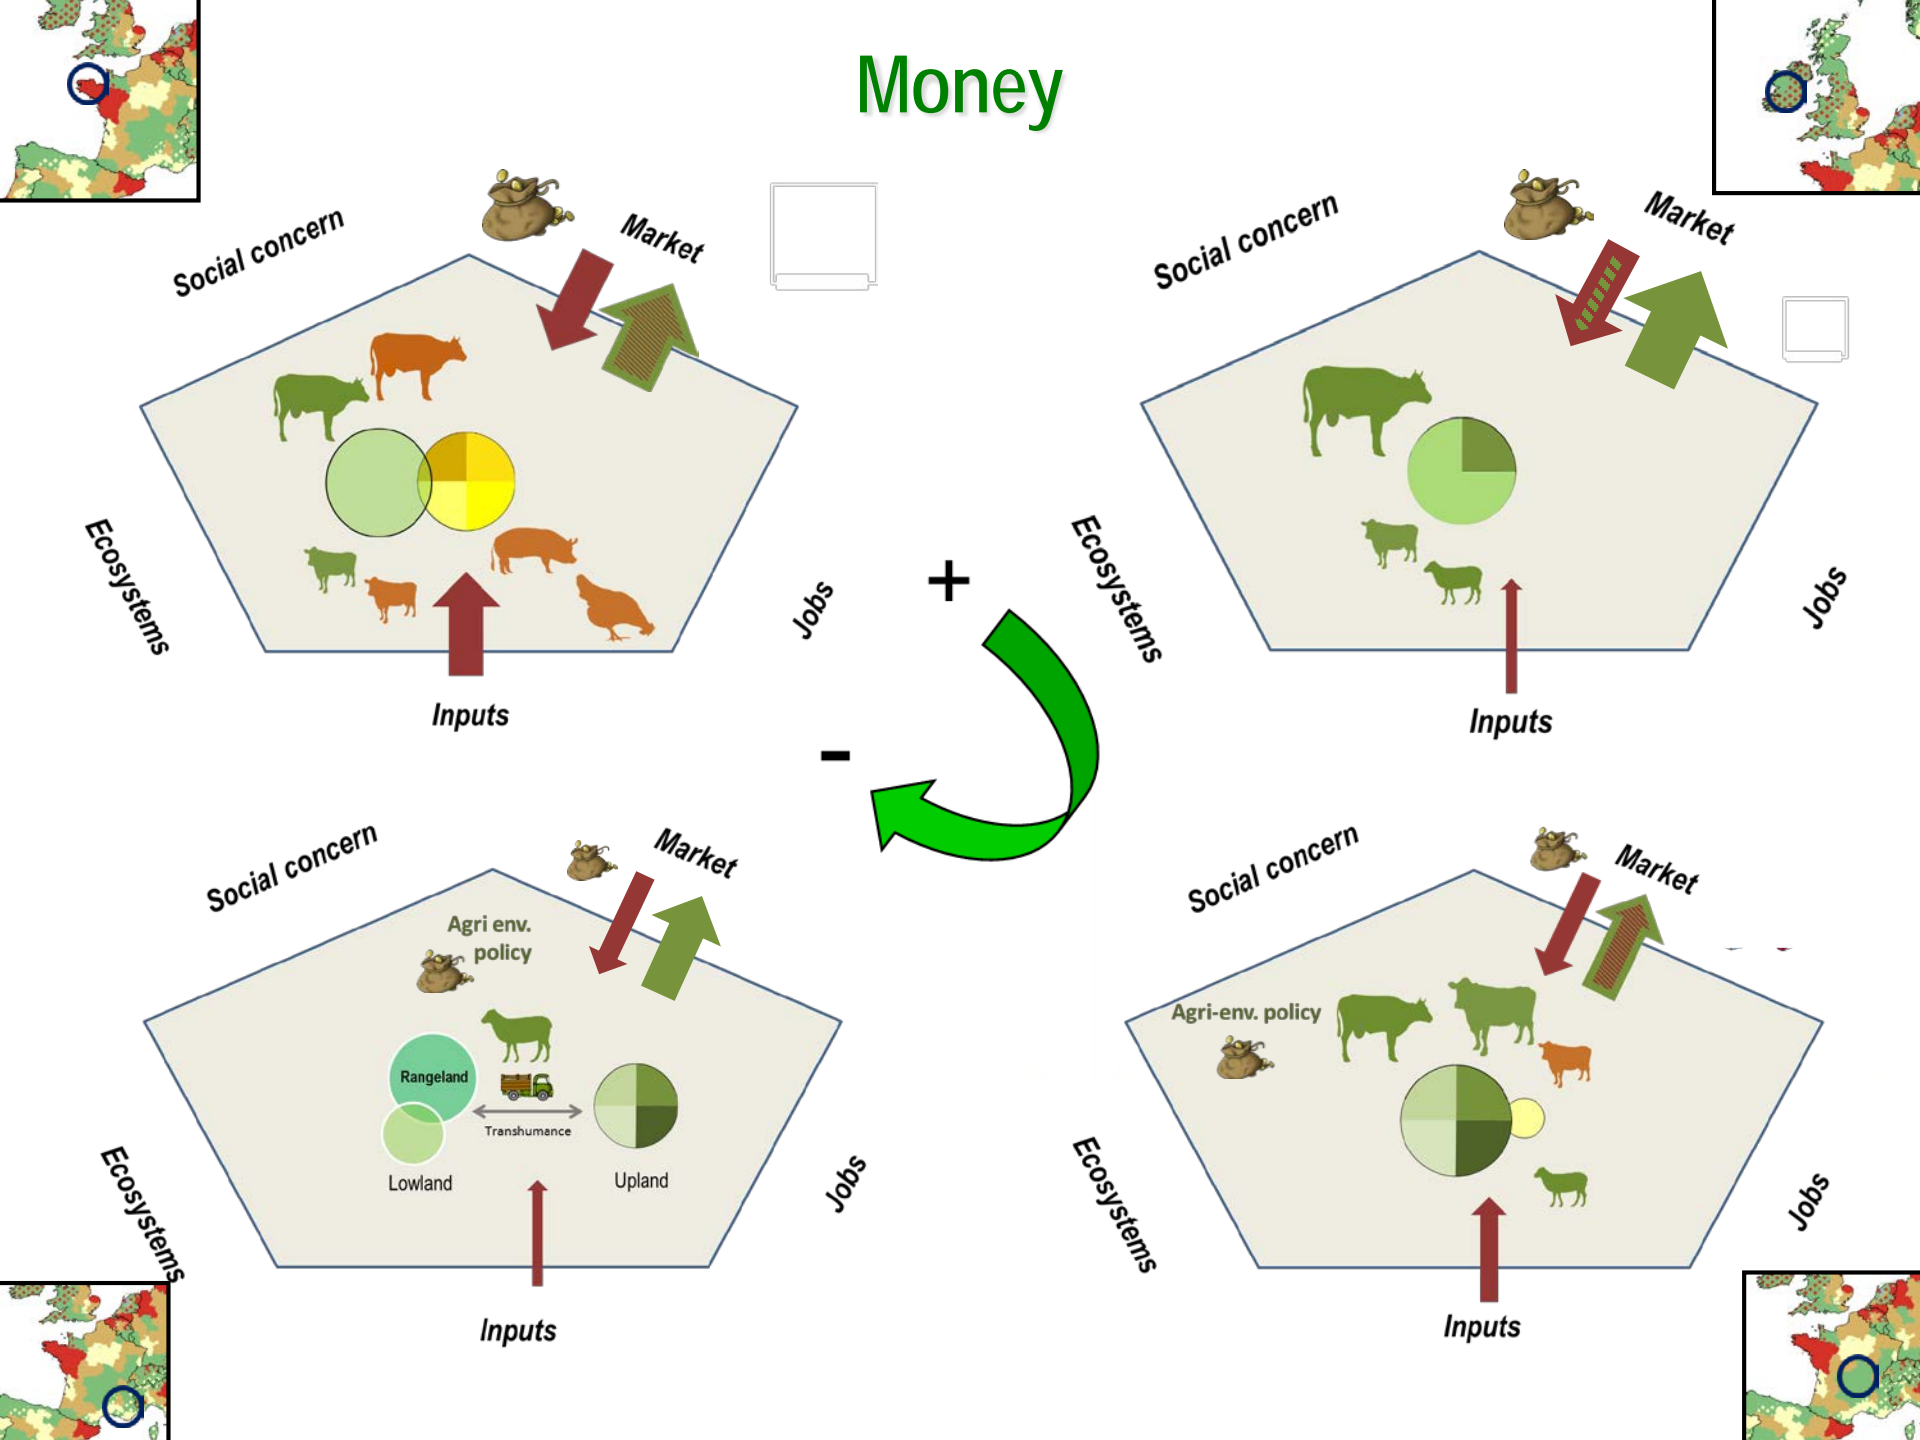 Money
Social concern
Market
Ecosystems
Jobs
Inputs
Social concern
Market
Ecosystems
Jobs
Inputs
+
-
Social concern
Market
Agri env.
policy
Rangeland
Transhumance
Lowland
Upland
Ecosystems
Jobs
Inputs
Social concern
Market
Agri-env. policy
Ecosystems
Jobs
Inputs